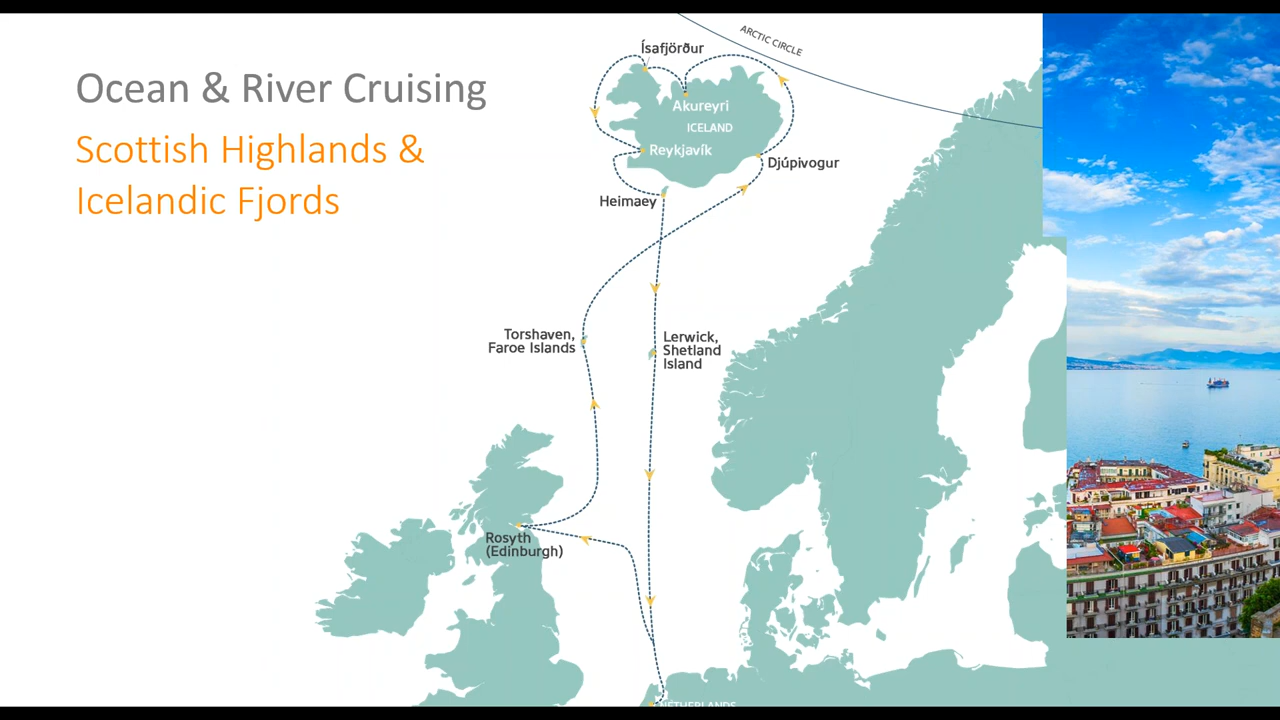 Ocean & River Cruising
Scottish Highlands &
Icelandic Fjords
ARCTIC CIRCLE
Ísafjörður
Akureyri
ICELAND
Reykjavík
Djúpivogur
Heimaey
Torshaven,
Faroe Islands
Lerwick,
Shetland
Island
Rosyth
(Edinburgh)
NETHERLANDS